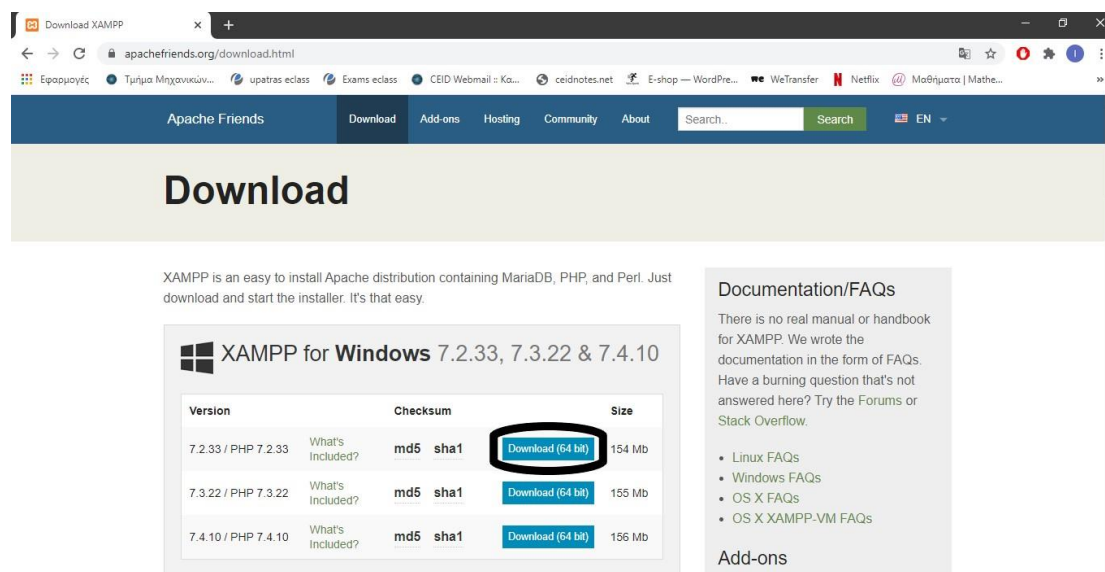 Download XAMPP
apachefriends.org/download.html
Εφαρμογές Τμήμα Μηχανικών... upatras eclass Exams eclass CEID Webmail :: Κα... ceidnotes.net E-shop — WordPre... WeTransfer Netflix Μαθήματα | Mathe...
Apache Friends Download Add-ons Hosting Community About Search.. Search EN
Download
XAMPP is an easy to install Apache distribution containing MariaDB, PHP, and Perl. Just
download and start the installer. It's that easy.
XAMPP for Windows 7.2.33, 7.3.22 & 7.4.10
Version Checksum Size
7.2.33 / PHP 7.2.33 What's Included? md5 sha1 Download (64 bit) 154 Mb
7.3.22 / PHP 7.3.22 What's Included? md5 sha1 Download (64 bit) 155 Mb
7.4.10 / PHP 7.4.10 What's Included? md5 sha1 Download (64 bit) 156 Mb
Documentation/FAQs
There is no real manual or handbook
for XAMPP. We wrote the
documentation in the form of FAQs.
Have a burning question that's not
answered here? Try the Forums or
Stack Overflow.
• Linux FAQs
• Windows FAQs
• OS X FAQs
• OS X XAMPP-VM FAQs
Add-ons